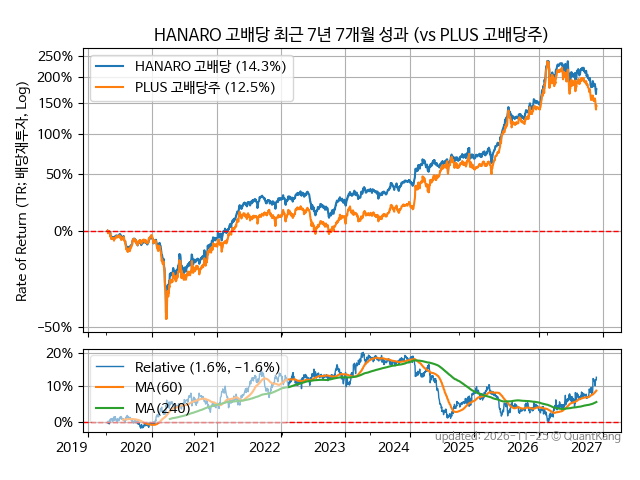 HANARO 고배당 최근 7년 7개월 성과 (vs PLUS 고배당주)
Rate of Return (TR: 배당재투자, Log)
250%
200%
150%
100%
50%
0%
−50%
HANARO 고배당 (14.3%)
PLUS 고배당주 (12.5%)
20%
10%
0%
Relative (1.6%, −1.6%)
MA(60)
MA(240)
2019 2020 2021 2022 2023 2024 2025 2026 2027
updated: 2026-11-25 © QuantKang